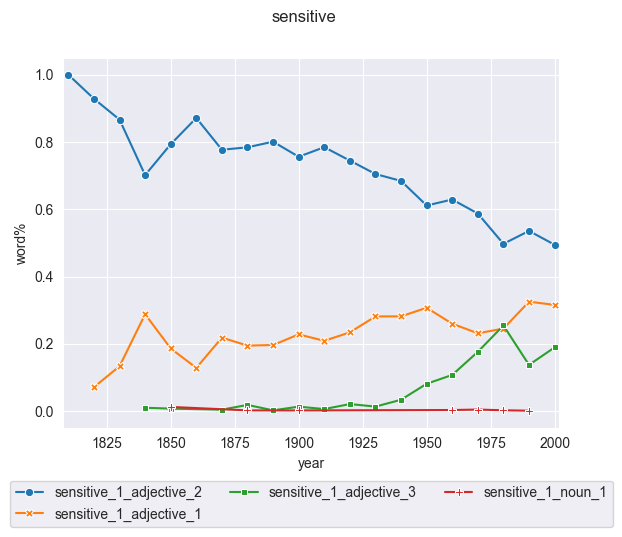 sensitive
1.0
0.8
0.6
0.4
0.2
0.0
word%
1825 1850 1875 1900 1925 1950 1975 2000
year
sensitive_1_adjective_2 sensitive_1_adjective_3 sensitive_1_noun_1
sensitive_1_adjective_1